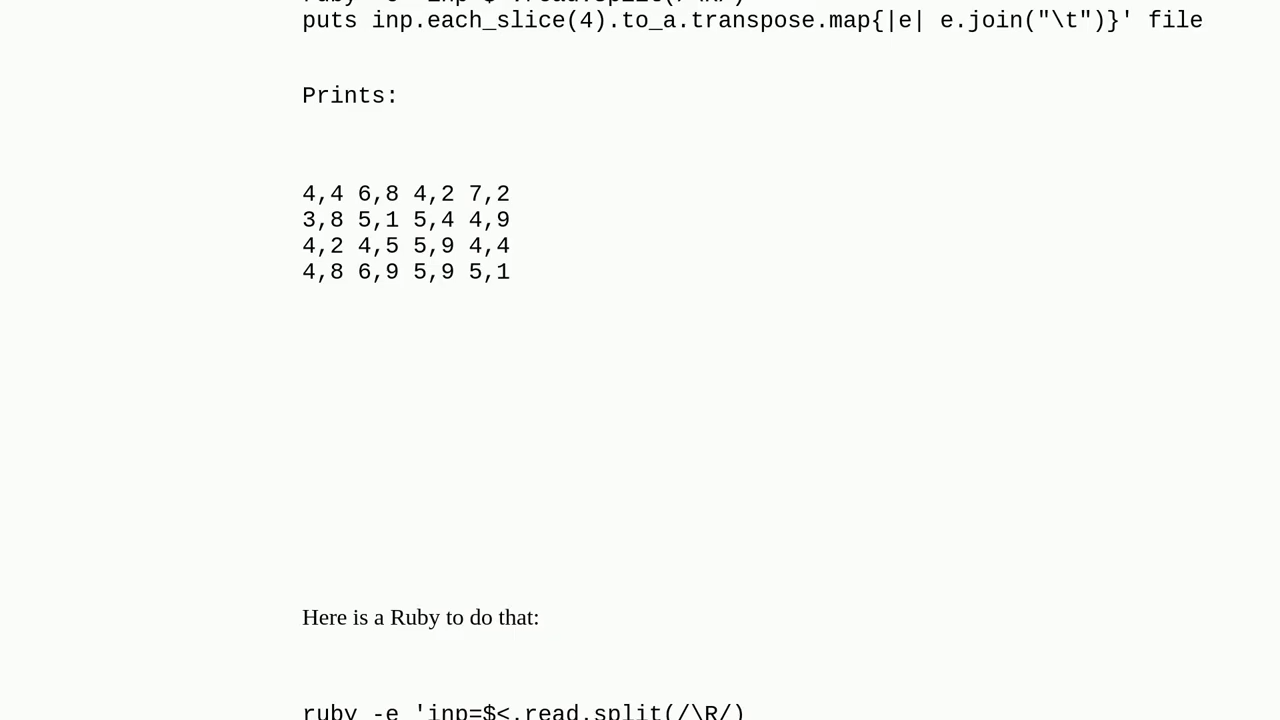 puts inp.each_slice(4).to_a.transpose.map{|e| e.join("\t")}' file
Prints:
4,4 6,8 4,2 7,2
3,8 5,1 5,4 4,9
4,2 4,5 5,9 4,4
4,8 6,9 5,9 5,1
Here is a Ruby to do that:
ruby -e 'inp=$<.read.split(/\R/)